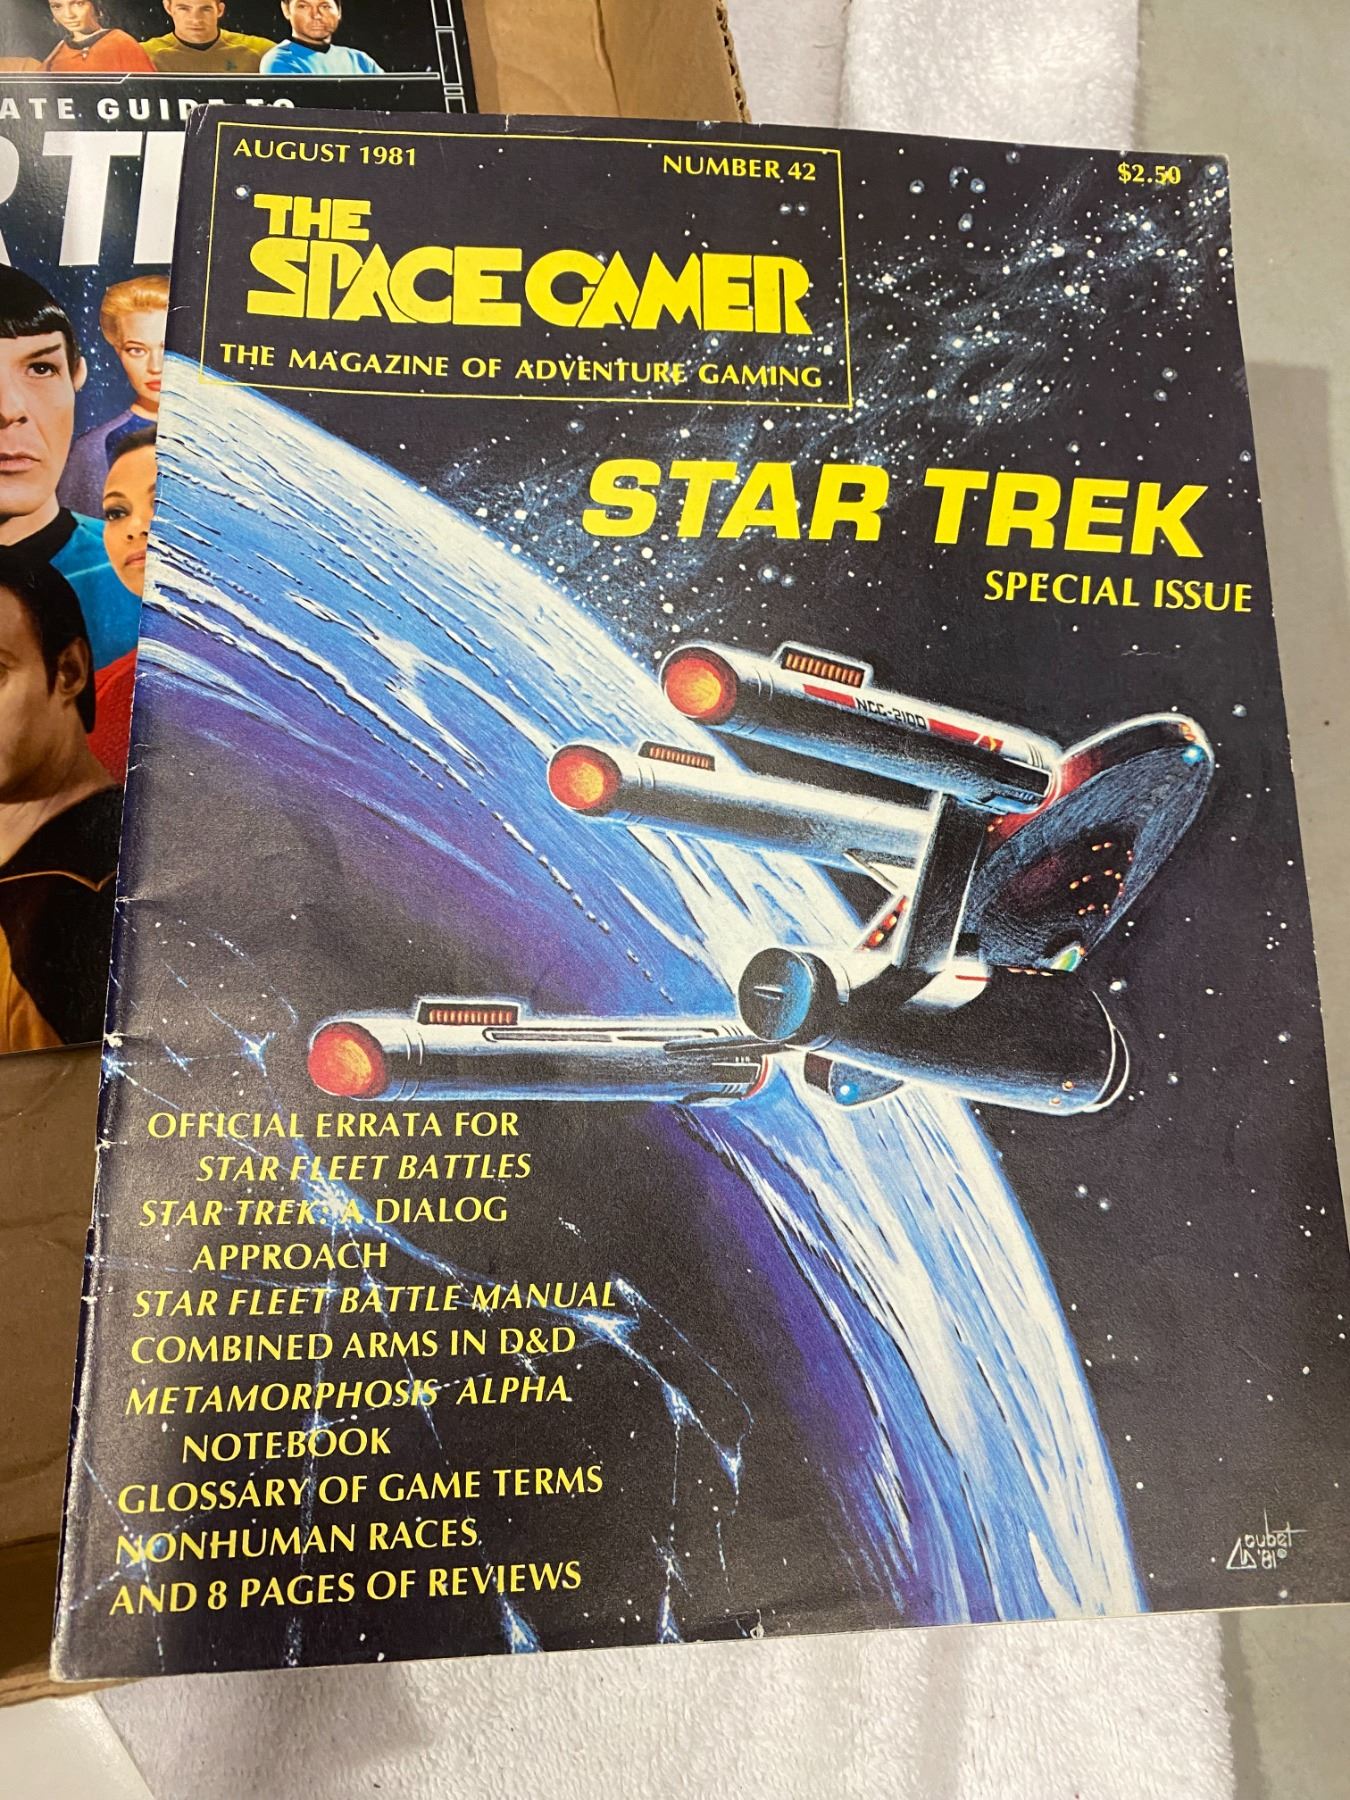 ATE GUIDE TO
R TR
AUGUST 1981
NUMBER 42
$2.50
THE
SPACE GAMER
THE MAGAZINE OF ADVENTURE GAMING
STAR TREK
SPECIAL ISSUE
NCC-2100
OFFICIAL ERRATA FOR
STAR FLEET BATTLES
STAR TREK: A DIALOG
APPROACH
STAR FLEET BATTLE MANUAL
COMBINED ARMS IN D&D
METAMORPHOSIS ALPHA
NOTEBOOK
GLOSSARY OF GAME TERMS
NONHUMAN RACES
AND 8 PAGES OF REVIEWS
Loubet
'81©